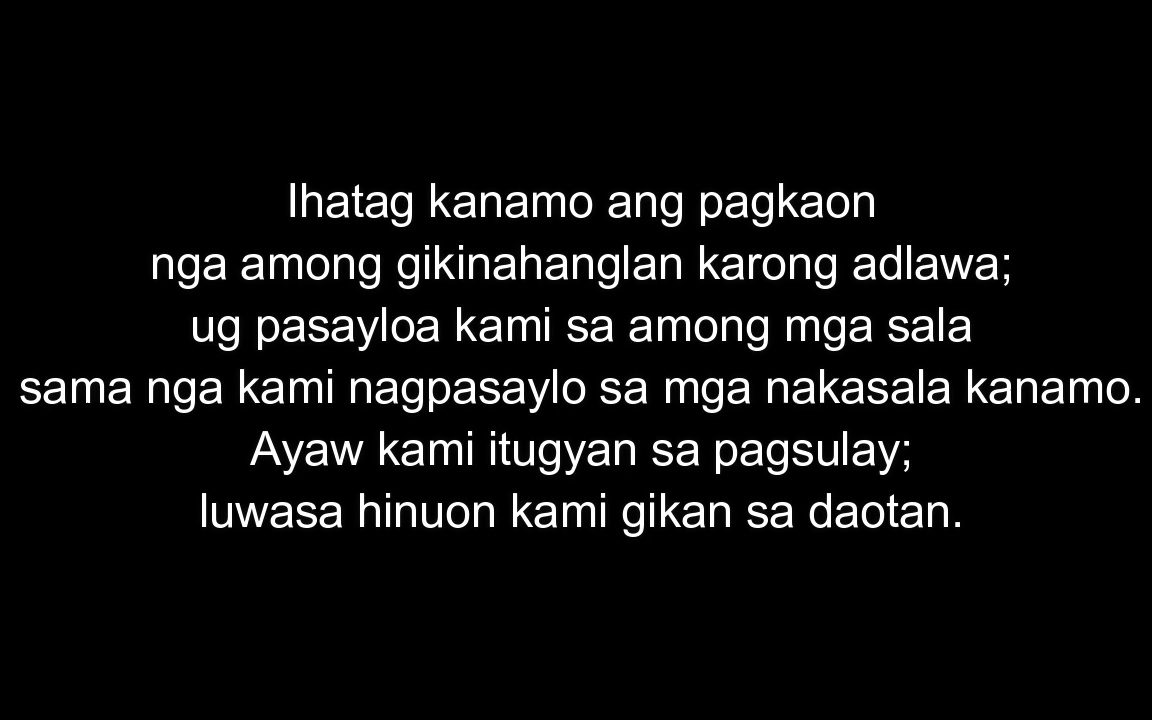 Ihatag kanamo ang pagkaon
nga among gikinahanglan karong adlawa;
ug pasayloa kami sa among mga sala
sama nga kami nagpasaylo sa mga nakasala kanamo.
Ayaw kami itugyan sa pagsulay;
luwasa hinuon kami gikan sa daotan.